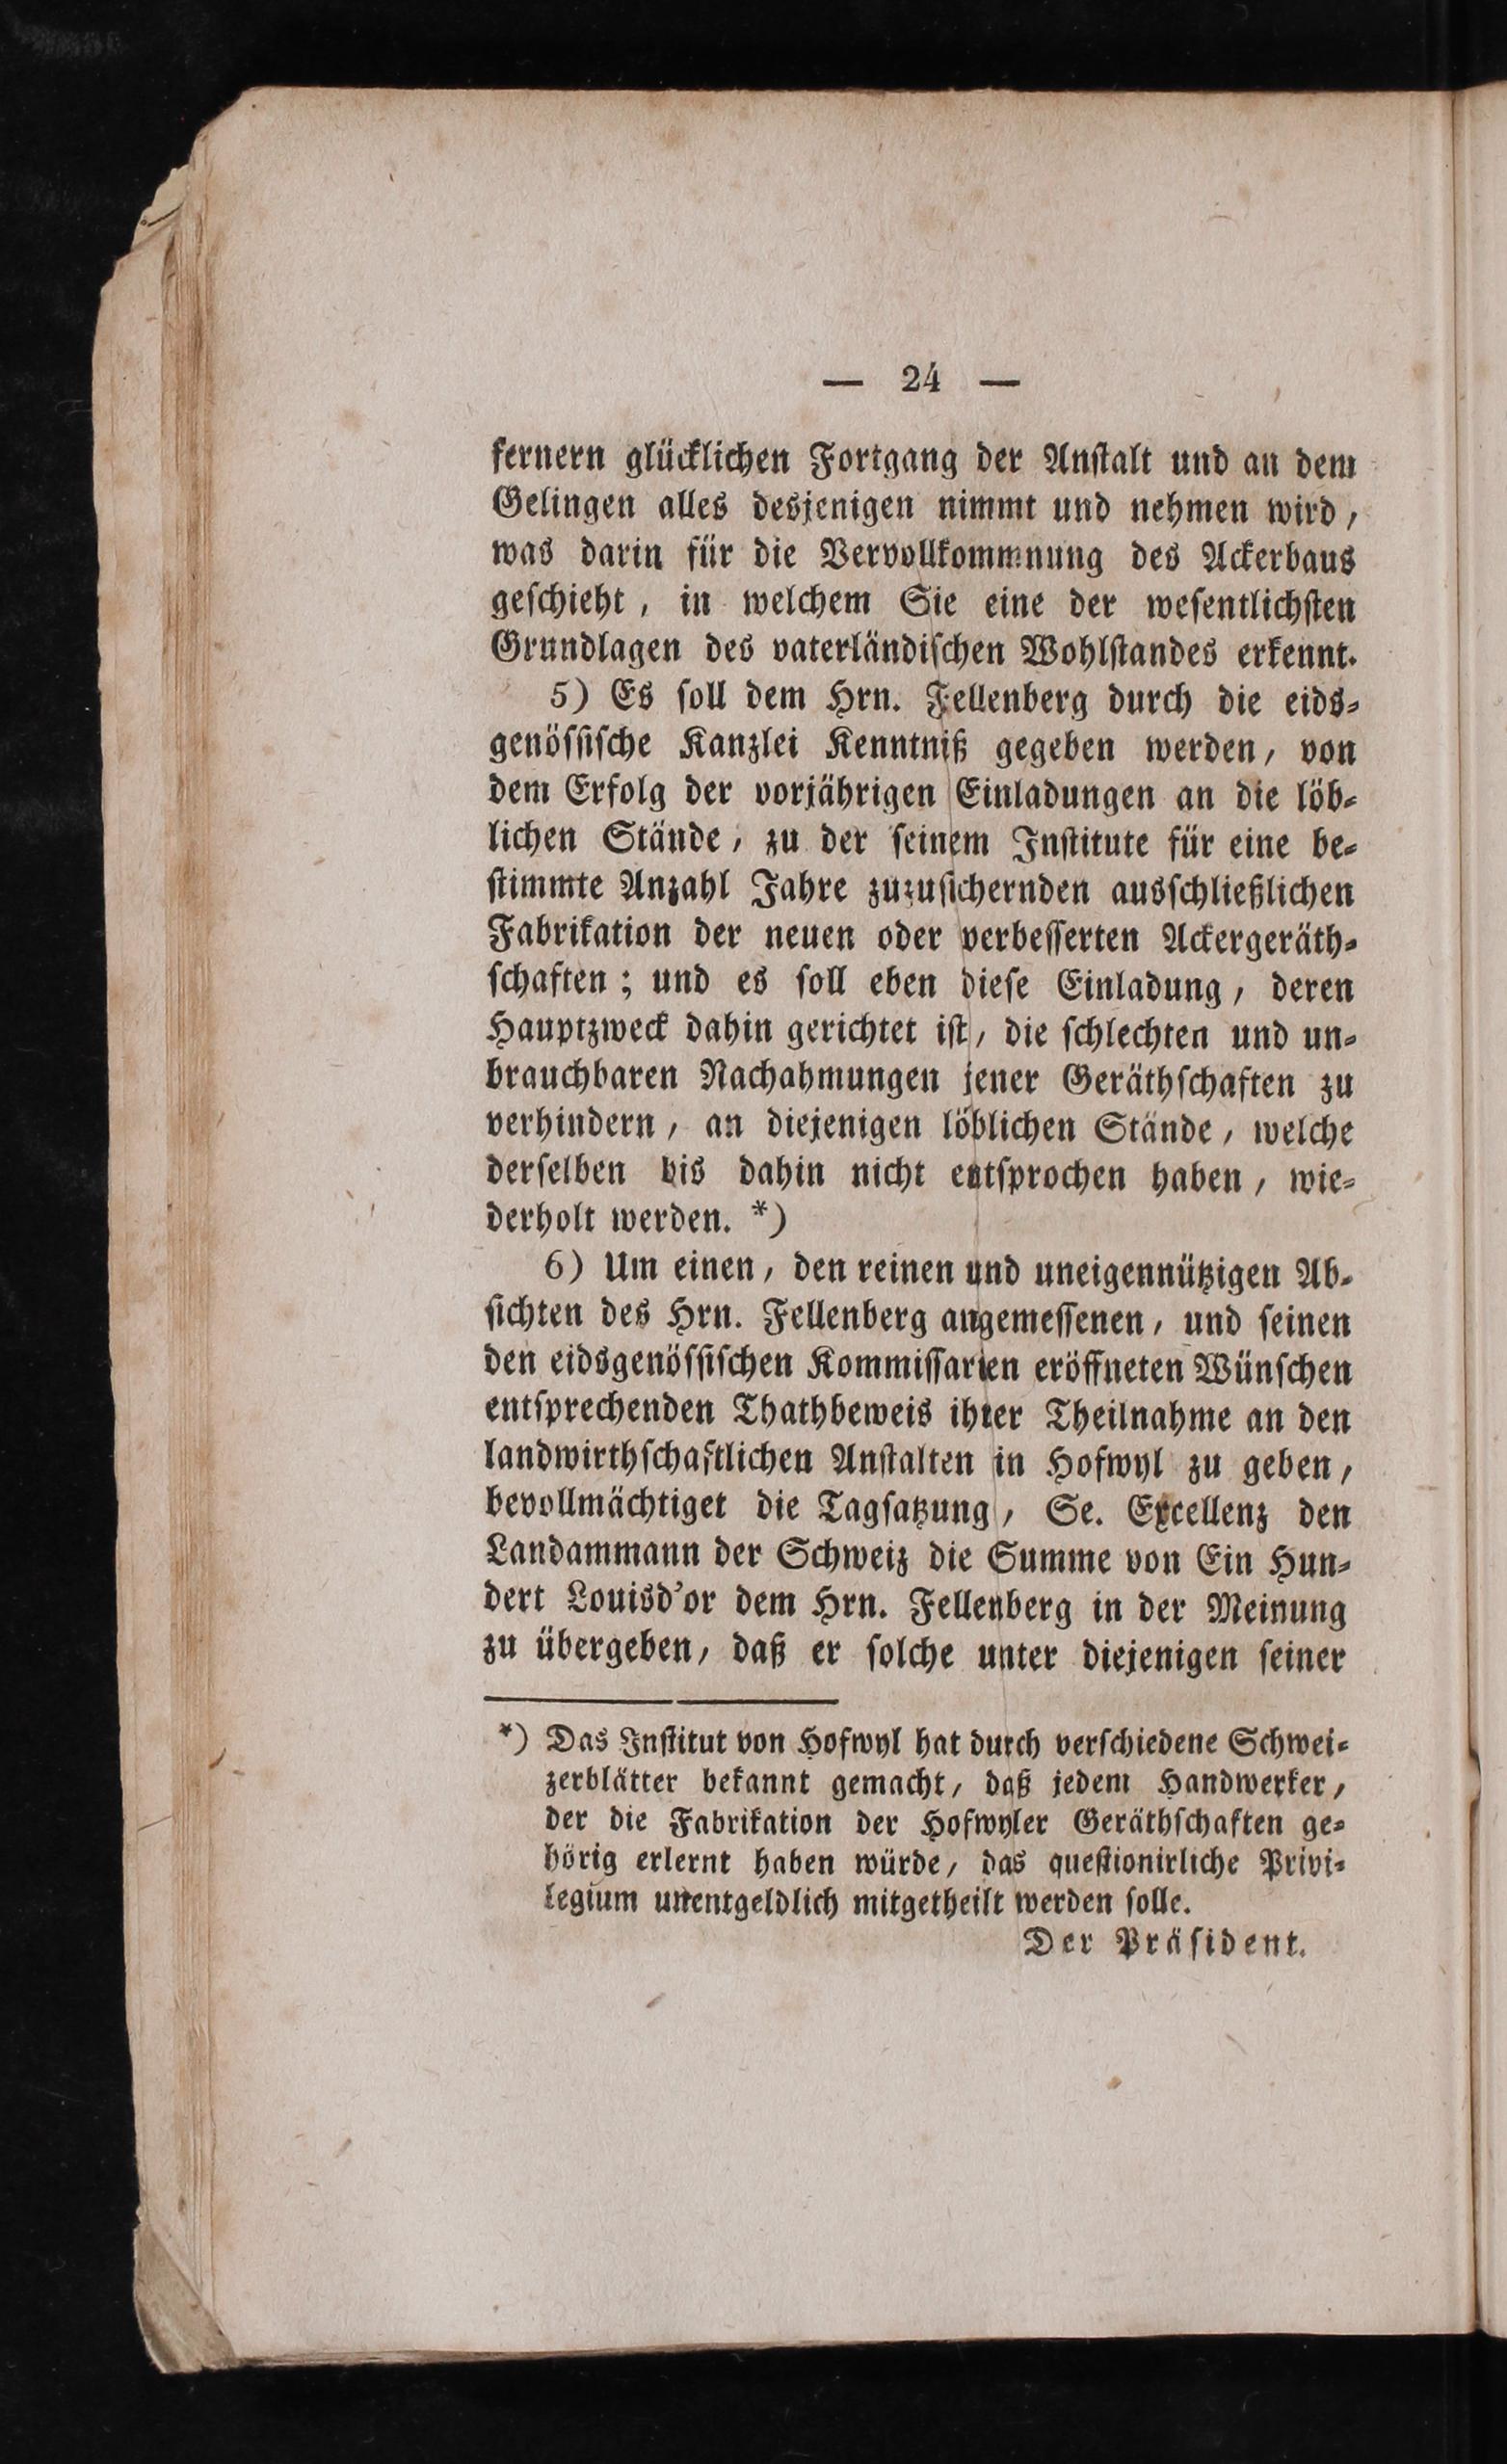 — 24 —
fernern glücklichen Fortgang der Anstalt und an dem
Gelingen alles desjenigen nimmt und nehmen wird,
was darin für die Vervollkommnung des Ackerbaus
geschieht, in welchem Sie eine der wesentlichsten
Grundlagen des vaterländischen Wohlstandes erkennt.
5) Es soll dem Hrn. Fellenberg durch die eids-
genössische Kanzlei Kenntniß gegeben werden, von
dem Erfolg der vorjährigen Einladungen an die löb-
lichen Stände, zu der seinem Institute für eine be-
stimmte Anzahl Jahre zuzusichernden ausschließlichen
Fabrikation der neuen oder verbesserten Ackergeräth-
schaften; und es soll eben diese Einladung, deren
Hauptzweck dahin gerichtet ist, die schlechten und un-
brauchbaren Nachahmungen jener Geräthschaften zu
verhindern, an diejenigen löblichen Stände, welche
derselben bis dahin nicht entsprochen haben, wie-
derholt werden. *)
6) Um einen, den reinen und uneigennützigen Ab-
sichten des Hrn. Fellenberg angemessenen, und seinen
den eidsgenössischen Kommissarien eröffneten Wünschen
entsprechenden Thathbeweis ihrer Theilnahme an den
landwirthschaftlichen Anstalten in Hofwyl zu geben,
bevollmächtiget die Tagsatzung, Se. Excellenz den
Landammann der Schweiz die Summe von Ein Hun-
dert Louisd'or dem Hrn. Fellenberg in der Meinung
zu übergeben, daß er solche unter diejenigen seiner
*) Das Institut von Hofwyl hat durch verschiedene Schwei-
zerblätter bekannt gemacht, daß jedem Handwerker,
der die Fabrikation der Hofwyler Geräthschaften ge-
hörig erlernt haben würde, das questionirliche Privi-
legium unentgeldlich mitgetheilt werden solle.
Der Präsident.